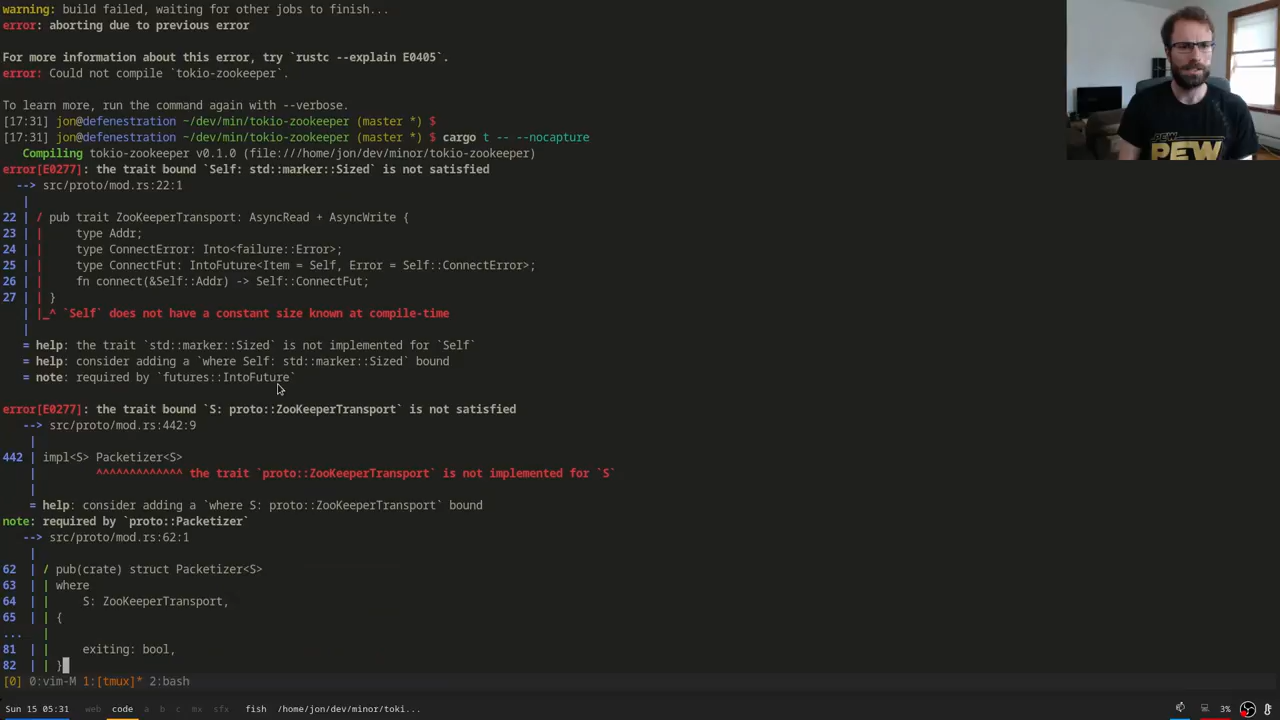 warning: build failed, waiting for other jobs to finish...
error: aborting due to previous error
For more information about this error, try `rustc --explain E0405`.
error: Could not compile `tokio-zookeeper`.
To learn more, run the command again with --verbose.
[17:31] jon@defenestration ~/dev/min/tokio-zookeeper (master *) $
[17:31] jon@defenestration ~/dev/min/tokio-zookeeper (master *) $ cargo t -- --nocapture
Compiling tokio-zookeeper v0.1.0 (file:///home/jon/dev/minor/tokio-zookeeper)
error[E0277]: the trait bound `Self: std::marker::Sized` is not satisfied
--> src/proto/mod.rs:22:1
|
22 | / pub trait ZooKeeperTransport: AsyncRead + AsyncWrite {
23 | |     type Addr;
24 | |     type ConnectError: Into<failure::Error>;
25 | |     type ConnectFut: IntoFuture<Item = Self, Error = Self::ConnectError>;
26 | |     fn connect(&Self::Addr) -> Self::ConnectFut;
27 | | }
| |_^ `Self` does not have a constant size known at compile-time
|
= help: the trait `std::marker::Sized` is not implemented for `Self`
= help: consider adding a `where Self: std::marker::Sized` bound
= note: required by `futures::IntoFuture`
error[E0277]: the trait bound `S: proto::ZooKeeperTransport` is not satisfied
--> src/proto/mod.rs:442:9
|
442 | impl<S> Packetizer<S>
|         ^^^^^^^^^^^^^ the trait `proto::ZooKeeperTransport` is not implemented for `S`
|
= help: consider adding a `where S: proto::ZooKeeperTransport` bound
note: required by `proto::Packetizer`
--> src/proto/mod.rs:62:1
|
62 | / pub(crate) struct Packetizer<S>
63 | | where
64 | |     S: ZooKeeperTransport,
65 | | {
... |
81 | |     exiting: bool,
82 | | }
[0] 0:vim-M 1:[tmux]* 2:bash
Sun 15 05:31 web code a b c mx sfx fish /home/jon/dev/minor/toki... 3%
PEW
PEW